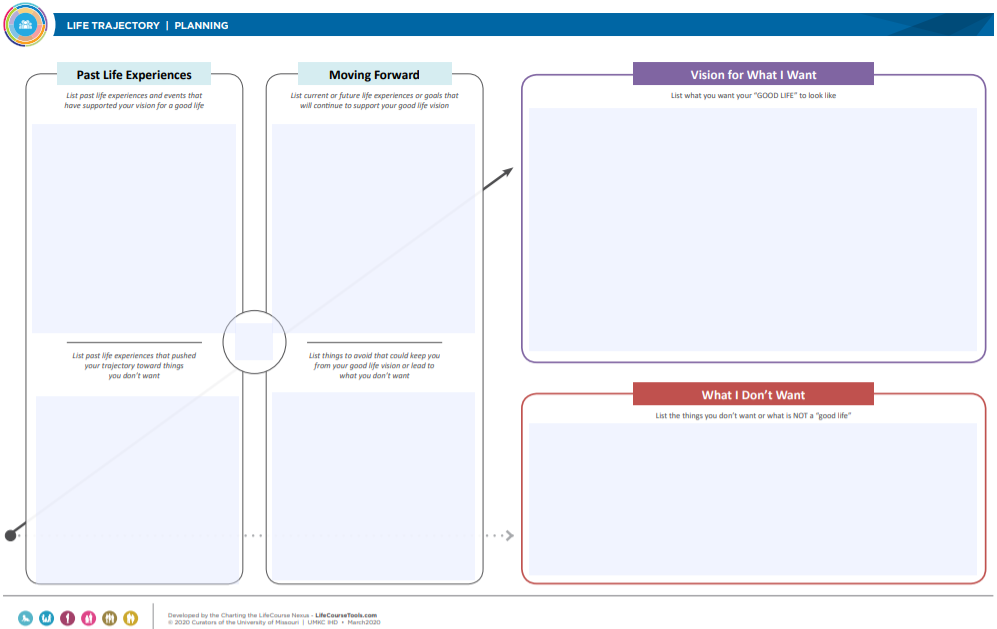 LIFE TRAJECTORY | PLANNING
Past Life Experiences
List past life experiences and events that
have supported your vision for a good life
List past life experiences that pushed
your trajectory toward things
you don't want
Moving Forward
List current or future life experiences or goals that
will continue to support your good life vision
List things to avoid that could keep you
from your good life vision or lead to
what you don't want
Vision for What I Want
List what you want your "GOOD LIFE" to look like
What I Don't Want
List the things you don't want or what is NOT a "good life"
Developed by the Charting the LifeCourse Nexus - LifeCourseTools.com
© 2020 Curators of the University of Missouri | UMKC IHD • March2020